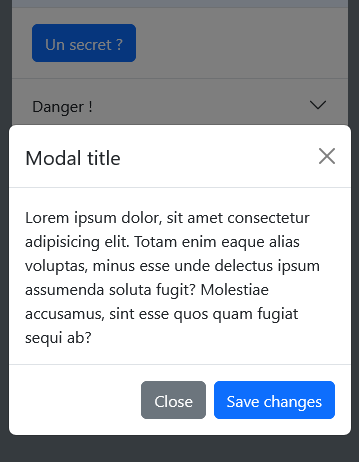 Un secret ?
Danger !
Modal title
Lorem ipsum dolor, sit amet consectetur
adipisicing elit. Totam enim eaque alias
voluptas, minus esse unde delectus ipsum
assumenda soluta fugit? Molestiae
accusamus, sint esse quos quam fugiat
sequi ab?
Close
Save changes